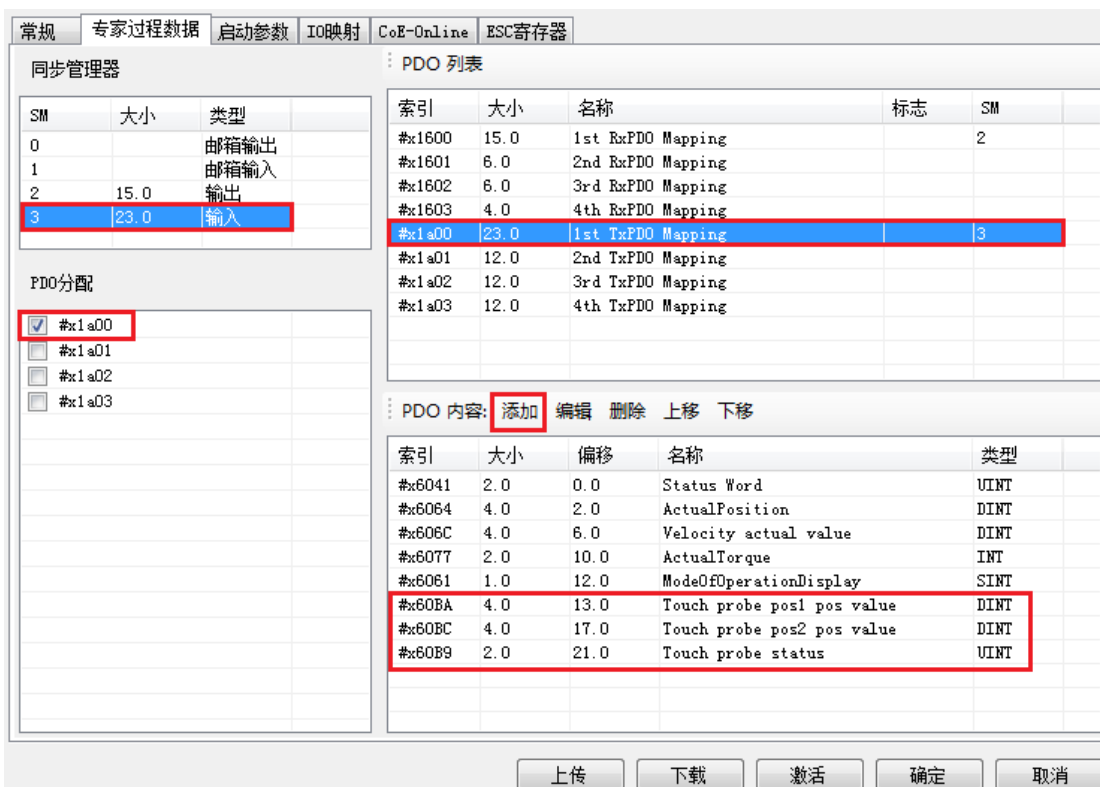 常规 专家过程数据 启动参数 IO映射 CoE-Online ESC寄存器
同步管理器
SM 大小 类型
0 邮箱输出
1 邮箱输入
2 15.0 输出
3 23.0 输入
PDO分配
#x1a00
#x1a01
#x1a02
#x1a03
PDO 列表
索引 大小 名称 标志 SM
#x1600 15.0 1st RxPDO Mapping 2
#x1601 6.0 2nd RxPDO Mapping
#x1602 6.0 3rd RxPDO Mapping
#x1603 4.0 4th RxPDO Mapping
#x1a00 23.0 1st TxPDO Mapping 3
#x1a01 12.0 2nd TxPDO Mapping
#x1a02 12.0 3rd TxPDO Mapping
#x1a03 12.0 4th TxPDO Mapping
PDO 内容: 添加 编辑 删除 上移 下移
索引 大小 偏移 名称 类型
#x6041 2.0 0.0 Status Word UINT
#x6064 4.0 2.0 ActualPosition DINT
#x606C 4.0 6.0 Velocity actual value DINT
#x6077 2.0 10.0 ActualTorque INT
#x6061 1.0 12.0 ModeOfOperationDisplay SINT
#x60BA 4.0 13.0 Touch probe pos1 pos value DINT
#x60BC 4.0 17.0 Touch probe pos2 pos value DINT
#x60B9 2.0 21.0 Touch probe status UINT
上传 下载 激活 确定 取消